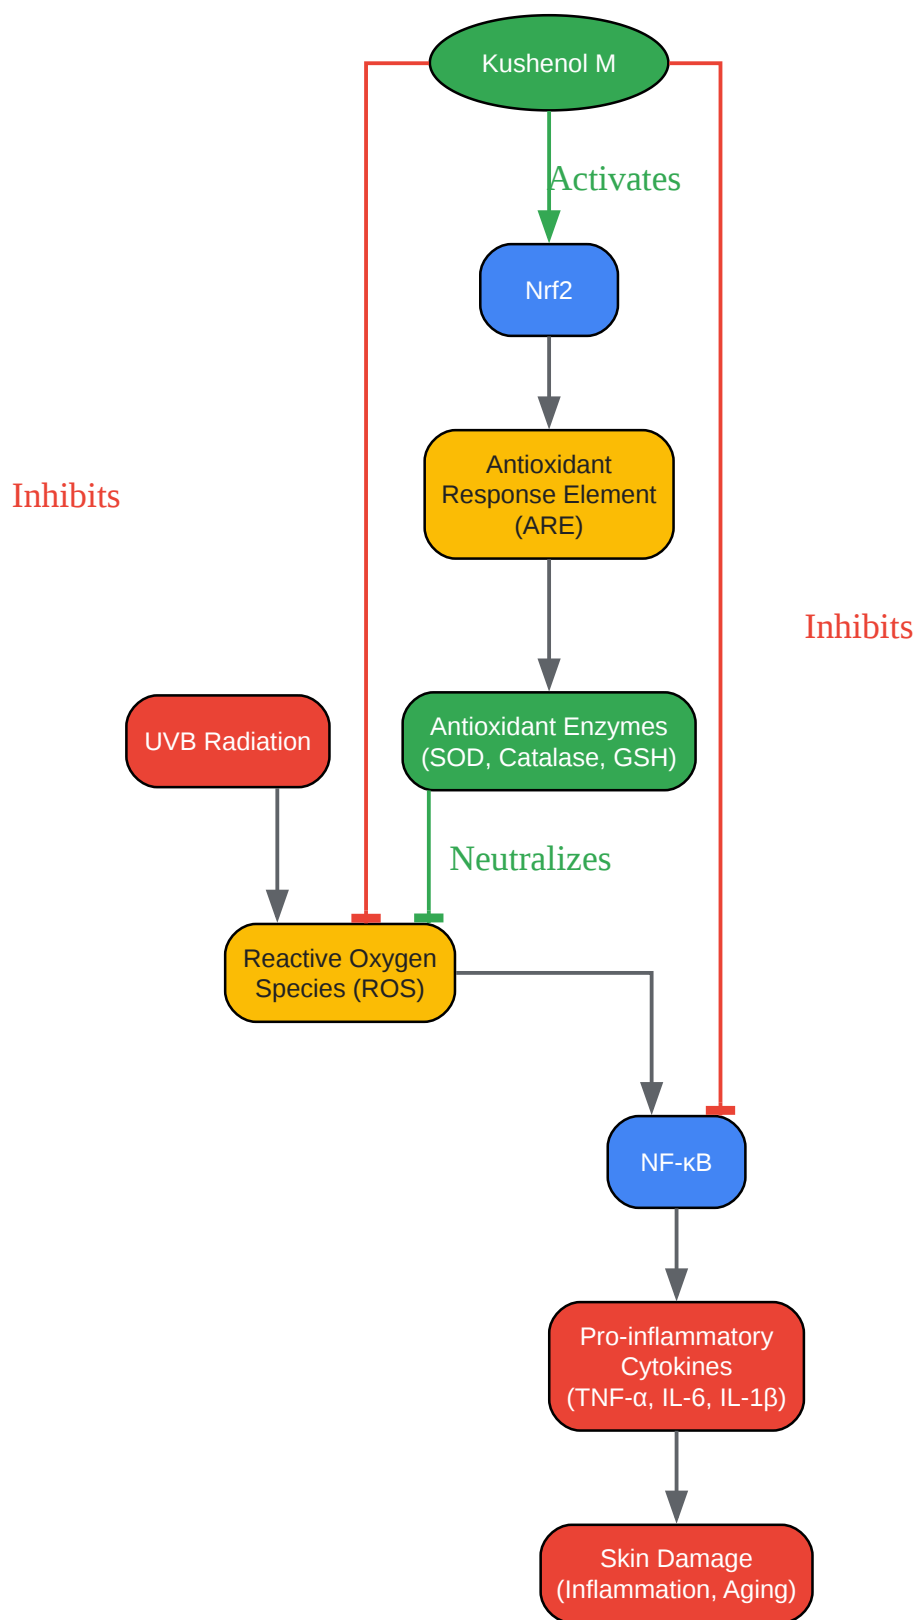 Kushenol M
Activates
Nrf2
Antioxidant
Response Element
(ARE)
Inhibits
Inhibits
UVB Radiation
Antioxidant Enzymes
(SOD, Catalase, GSH)
Neutralizes
Reactive Oxygen
Species (ROS)
NF-κB
Pro-inflammatory
Cytokines
(TNF-α, IL-6, IL-1β)
Skin Damage
(Inflammation, Aging)